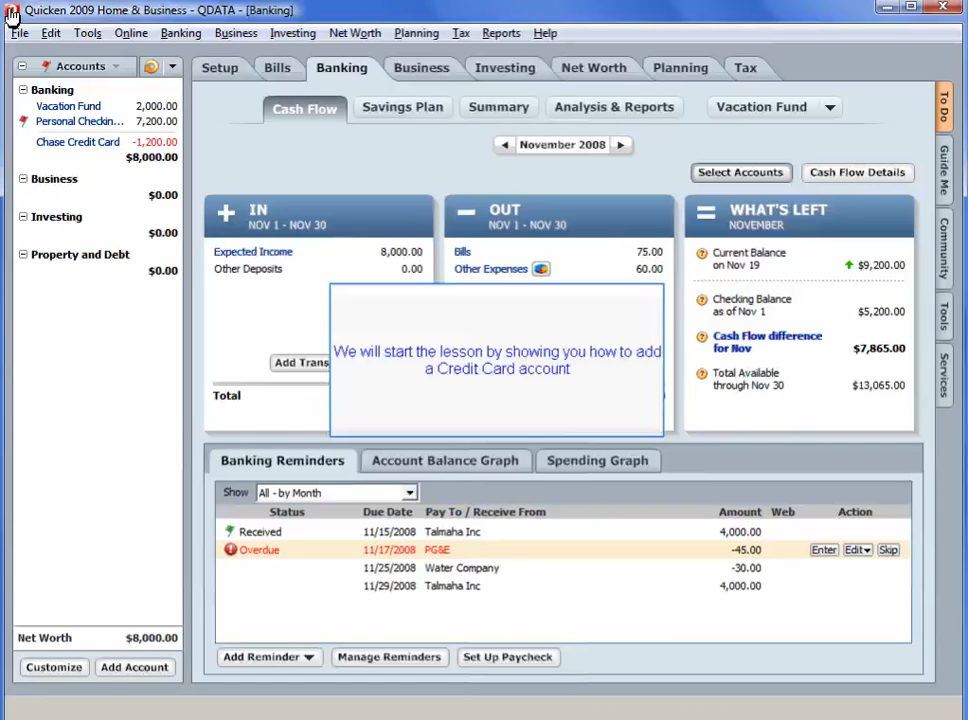 Quicken 2009 Home & Business - QDATA - [Banking]
File Edit Tools Online Banking Business Investing Net Worth Planning Tax Reports Help
Accounts
Setup Bills Banking Business Investing Net Worth Planning Tax
Banking
Vacation Fund 2,000.00
Personal Checkin... 7,200.00
Chase Credit Card -1,200.00
$8,000.00
Business
$0.00
Investing
$0.00
Property and Debt
$0.00
Net Worth $8,000.00
Customize Add Account
Cash Flow Savings Plan Summary Analysis & Reports Vacation Fund
November 2008
Select Accounts Cash Flow Details
IN
NOV 1 - NOV 30
Expected Income 8,000.00
Other Deposits 0.00
Add Trans
Total
OUT
NOV 1 - NOV 30
Bills 75.00
Other Expenses 60.00
WHAT'S LEFT
NOVEMBER
Current Balance
on Nov 19 $9,200.00
Checking Balance
as of Nov 1 $5,200.00
Cash Flow difference
for Nov $7,865.00
Total Available
through Nov 30 $13,065.00
We will start the lesson by showing you how to add
a Credit Card account
Banking Reminders Account Balance Graph Spending Graph
Show All - by Month
Status Due Date Pay To / Receive From Amount Web Action
Received 11/15/2008 Talmaha Inc 4,000.00
Overdue 11/17/2008 PG&E -45.00 Enter Edit Skip
11/25/2008 Water Company -30.00
11/29/2008 Talmaha Inc 4,000.00
Add Reminder Manage Reminders Set Up Paycheck
To Do
Guide Me
Community
Tools
Services